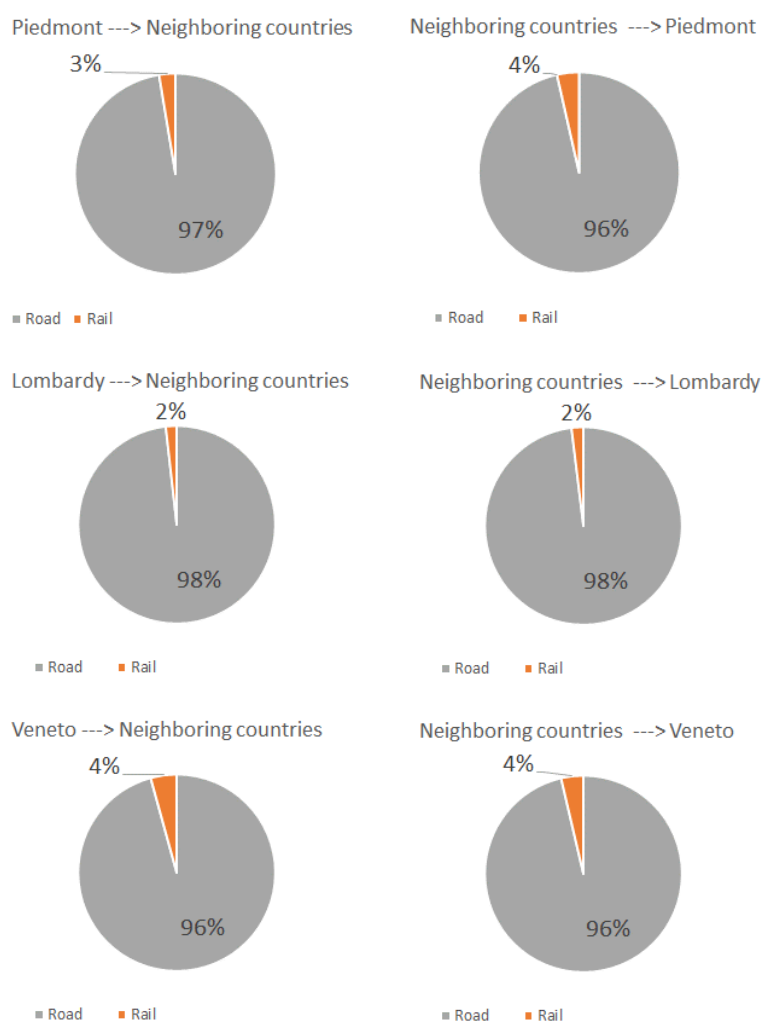 Piedmont ---> Neighboring countries
3%
97%
Road Rail
Neighboring countries ---> Piedmont
4%
96%
Road Rail
Lombardy ---> Neighboring countries
2%
98%
Road Rail
Neighboring countries ---> Lombardy
2%
98%
Road Rail
Veneto ---> Neighboring countries
4%
96%
Road Rail
Neighboring countries ---> Veneto
4%
96%
Road Rail